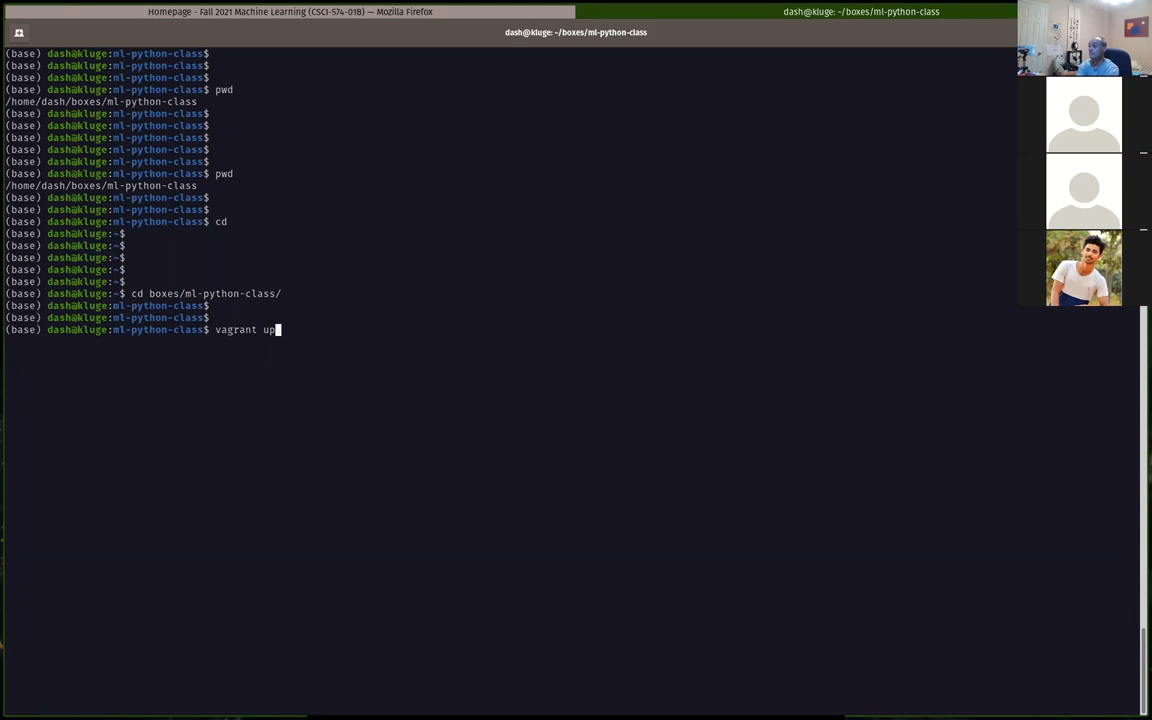 Homepage - Fall 2021 Machine Learning (CSCI-574-01B) — Mozilla Firefox
dash@kluge: ~/boxes/ml-python-class
dash@kluge: ~/boxes/ml-python-class
(base) dash@kluge:ml-python-class$
(base) dash@kluge:ml-python-class$
(base) dash@kluge:ml-python-class$
(base) dash@kluge:ml-python-class$ pwd
/home/dash/boxes/ml-python-class
(base) dash@kluge:ml-python-class$
(base) dash@kluge:ml-python-class$
(base) dash@kluge:ml-python-class$
(base) dash@kluge:ml-python-class$
(base) dash@kluge:ml-python-class$
(base) dash@kluge:ml-python-class$ pwd
/home/dash/boxes/ml-python-class
(base) dash@kluge:ml-python-class$
(base) dash@kluge:ml-python-class$
(base) dash@kluge:ml-python-class$ cd
(base) dash@kluge:~$
(base) dash@kluge:~$
(base) dash@kluge:~$
(base) dash@kluge:~$
(base) dash@kluge:~$
(base) dash@kluge:~$ cd boxes/ml-python-class/
(base) dash@kluge:ml-python-class$
(base) dash@kluge:ml-python-class$
(base) dash@kluge:ml-python-class$ vagrant up